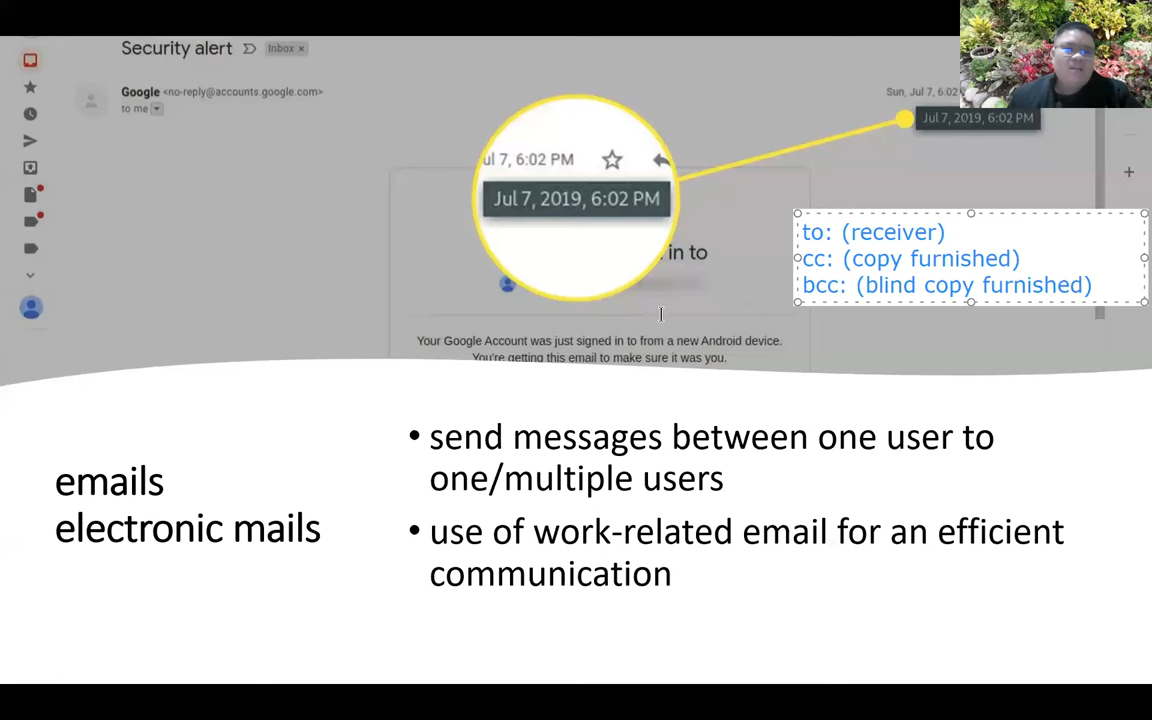 Security alert
Inbox ×
Google <no-reply@accounts.google.com>
to me
Sun, Jul 7, 6:02
Jul 7, 2019, 6:02 PM
ul 7, 6:02 PM
Jul 7, 2019, 6:02 PM
in to
to: (receiver)
cc: (copy furnished)
bcc: (blind copy furnished)
Your Google Account was just signed in to from a new Android device.
You're getting this email to make sure it was you.
emails
electronic mails
• send messages between one user to
one/multiple users
• use of work-related email for an efficient
communication